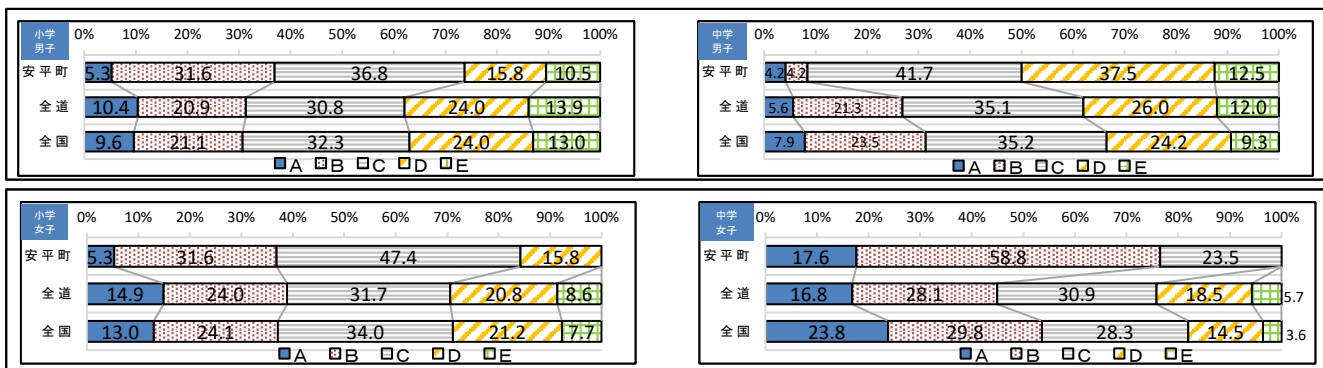 小学
男子
0% 10% 20% 30% 40% 50% 60% 70% 80% 90% 100%
安平町 5.3 31.6 36.8 15.8 10.5
全道 10.4 20.9 30.8 24.0 13.9
全国 9.6 21.1 32.3 24.0 13.0
A B C D E
中学
男子
0% 10% 20% 30% 40% 50% 60% 70% 80% 90% 100%
安平町 4.2 4.2 41.7 37.5 12.5
全道 5.6 21.3 35.1 26.0 12.0
全国 7.9 23.5 35.2 24.2 9.3
A B C D E
小学
女子
0% 10% 20% 30% 40% 50% 60% 70% 80% 90% 100%
安平町 5.3 31.6 47.4 15.8
全道 14.9 24.0 31.7 20.8 8.6
全国 13.0 24.1 34.0 21.2 7.7
A B C D E
中学
女子
0% 10% 20% 30% 40% 50% 60% 70% 80% 90% 100%
安平町 17.6 58.8 23.5
全道 16.8 28.1 30.9 18.5 5.7
全国 23.8 29.8 28.3 14.5 3.6
A B C D E